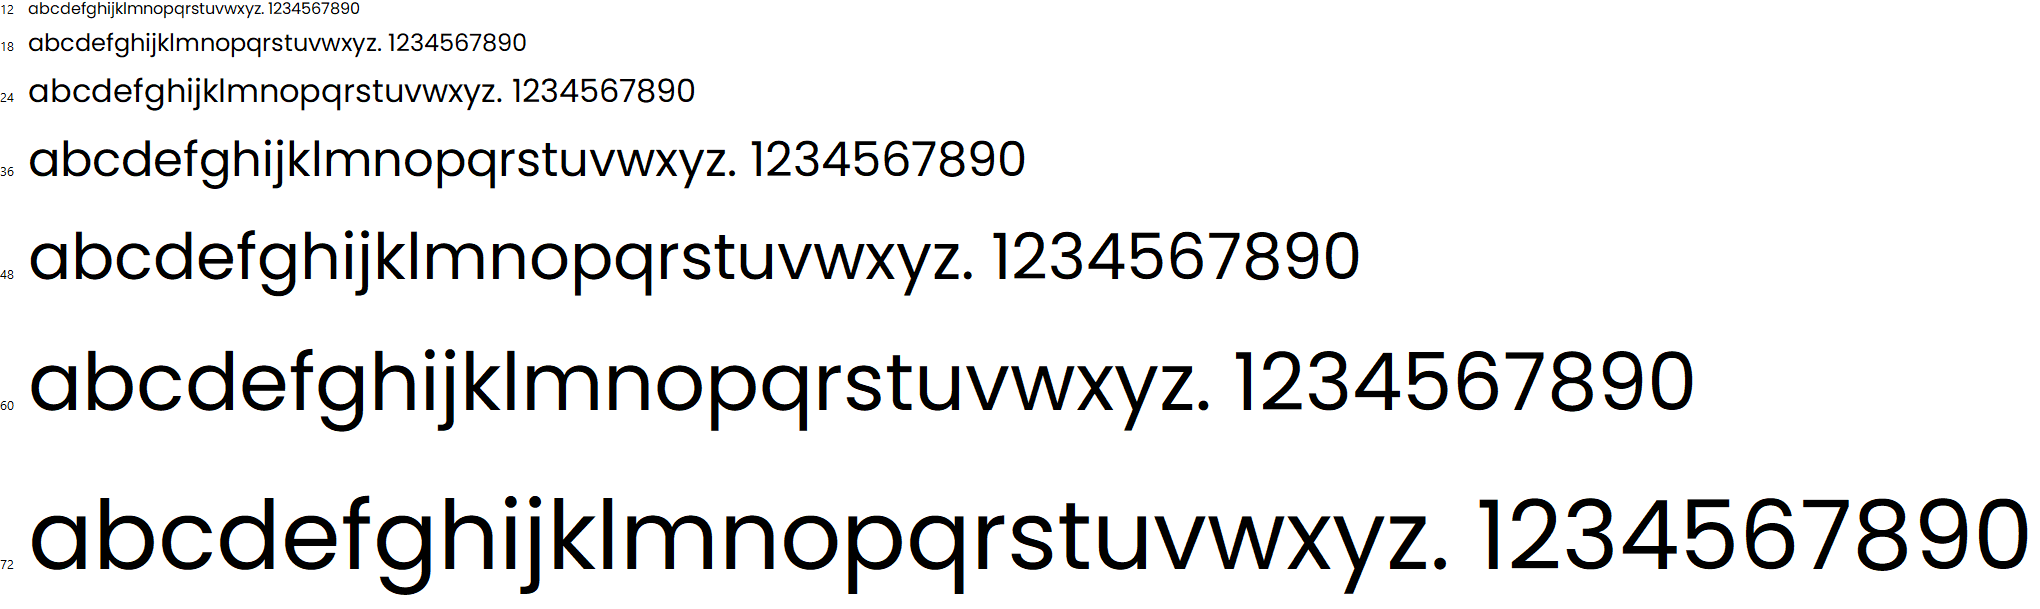 12 abcdefghijklmnopqrstuvwxyz. 1234567890
18 abcdefghijklmnopqrstuvwxyz. 1234567890
24 abcdefghijklmnopqrstuvwxyz. 1234567890
36 abcdefghijklmnopqrstuvwxyz. 1234567890
48 abcdefghijklmnopqrstuvwxyz. 1234567890
60 abcdefghijklmnopqrstuvwxyz. 1234567890
72 abcdefghijklmnopqrstuvwxyz. 1234567890